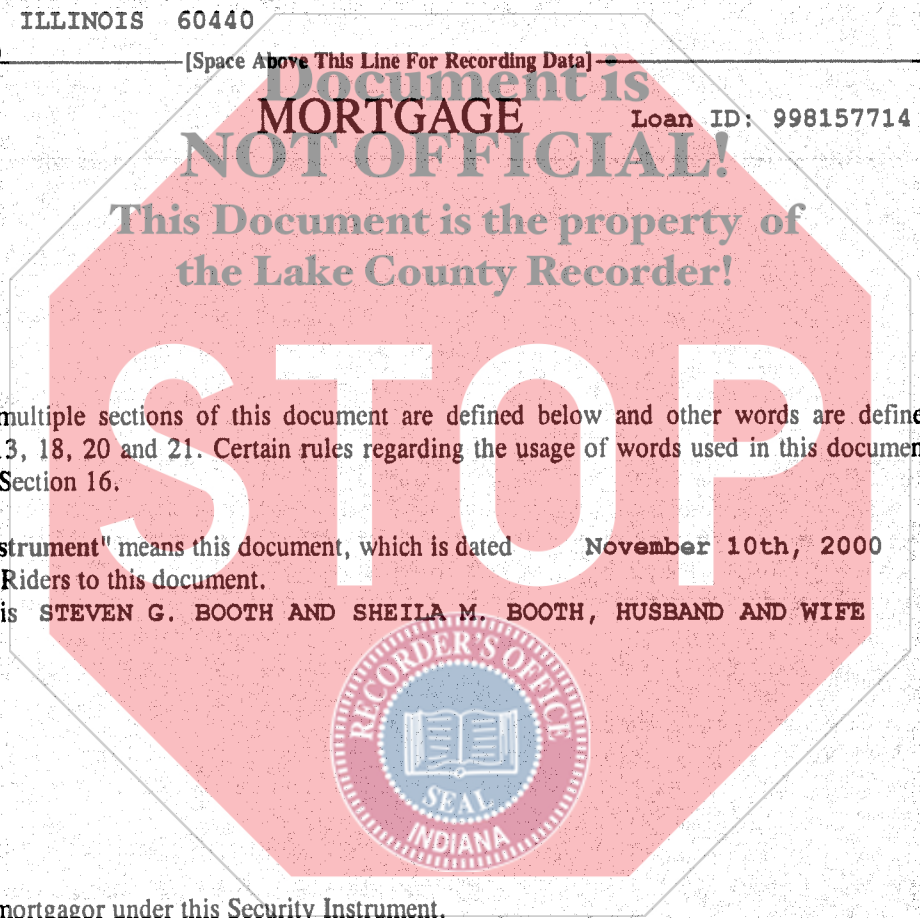 ILLINOIS 60440
[Space Above This Line For Recording Data]
Document is
MORTGAGE Loan ID: 998157714
NOT OFFICIAL!
This Document is the property of
the Lake County Recorder!
STOP
multiple sections of this document are defined below and other words are define
3, 18, 20 and 21. Certain rules regarding the usage of words used in this documen
Section 16.
strument" means this document, which is dated November 10th, 2000
Riders to this document.
is STEVEN G. BOOTH AND SHEILA M. BOOTH, HUSBAND AND WIFE
RECORDER'S OFFICE
SEAL
INDIANA
mortgagor under this Security Instrument.